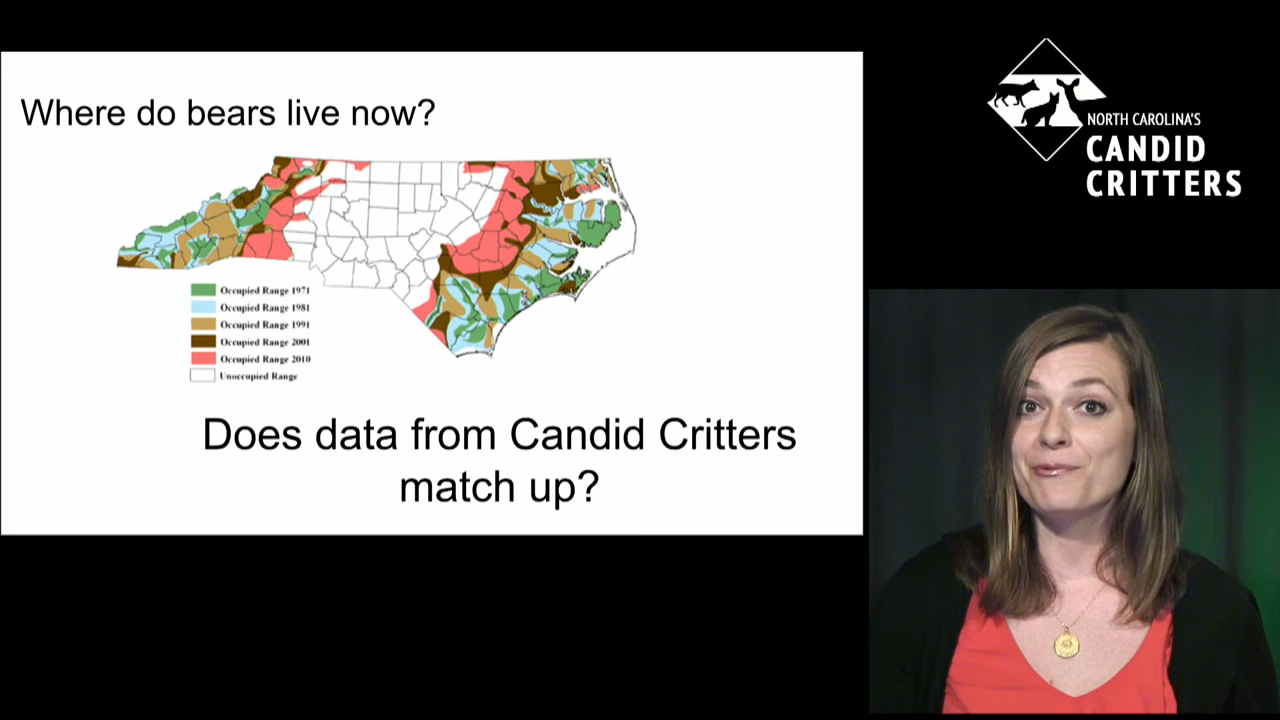 Where do bears live now?
Occupied Range 1971
Occupied Range 1981
Occupied Range 1991
Occupied Range 2001
Occupied Range 2010
Unoccupied Range
Does data from Candid Critters
match up?
NORTH CAROLINA'S
CANDID
CRITTERS